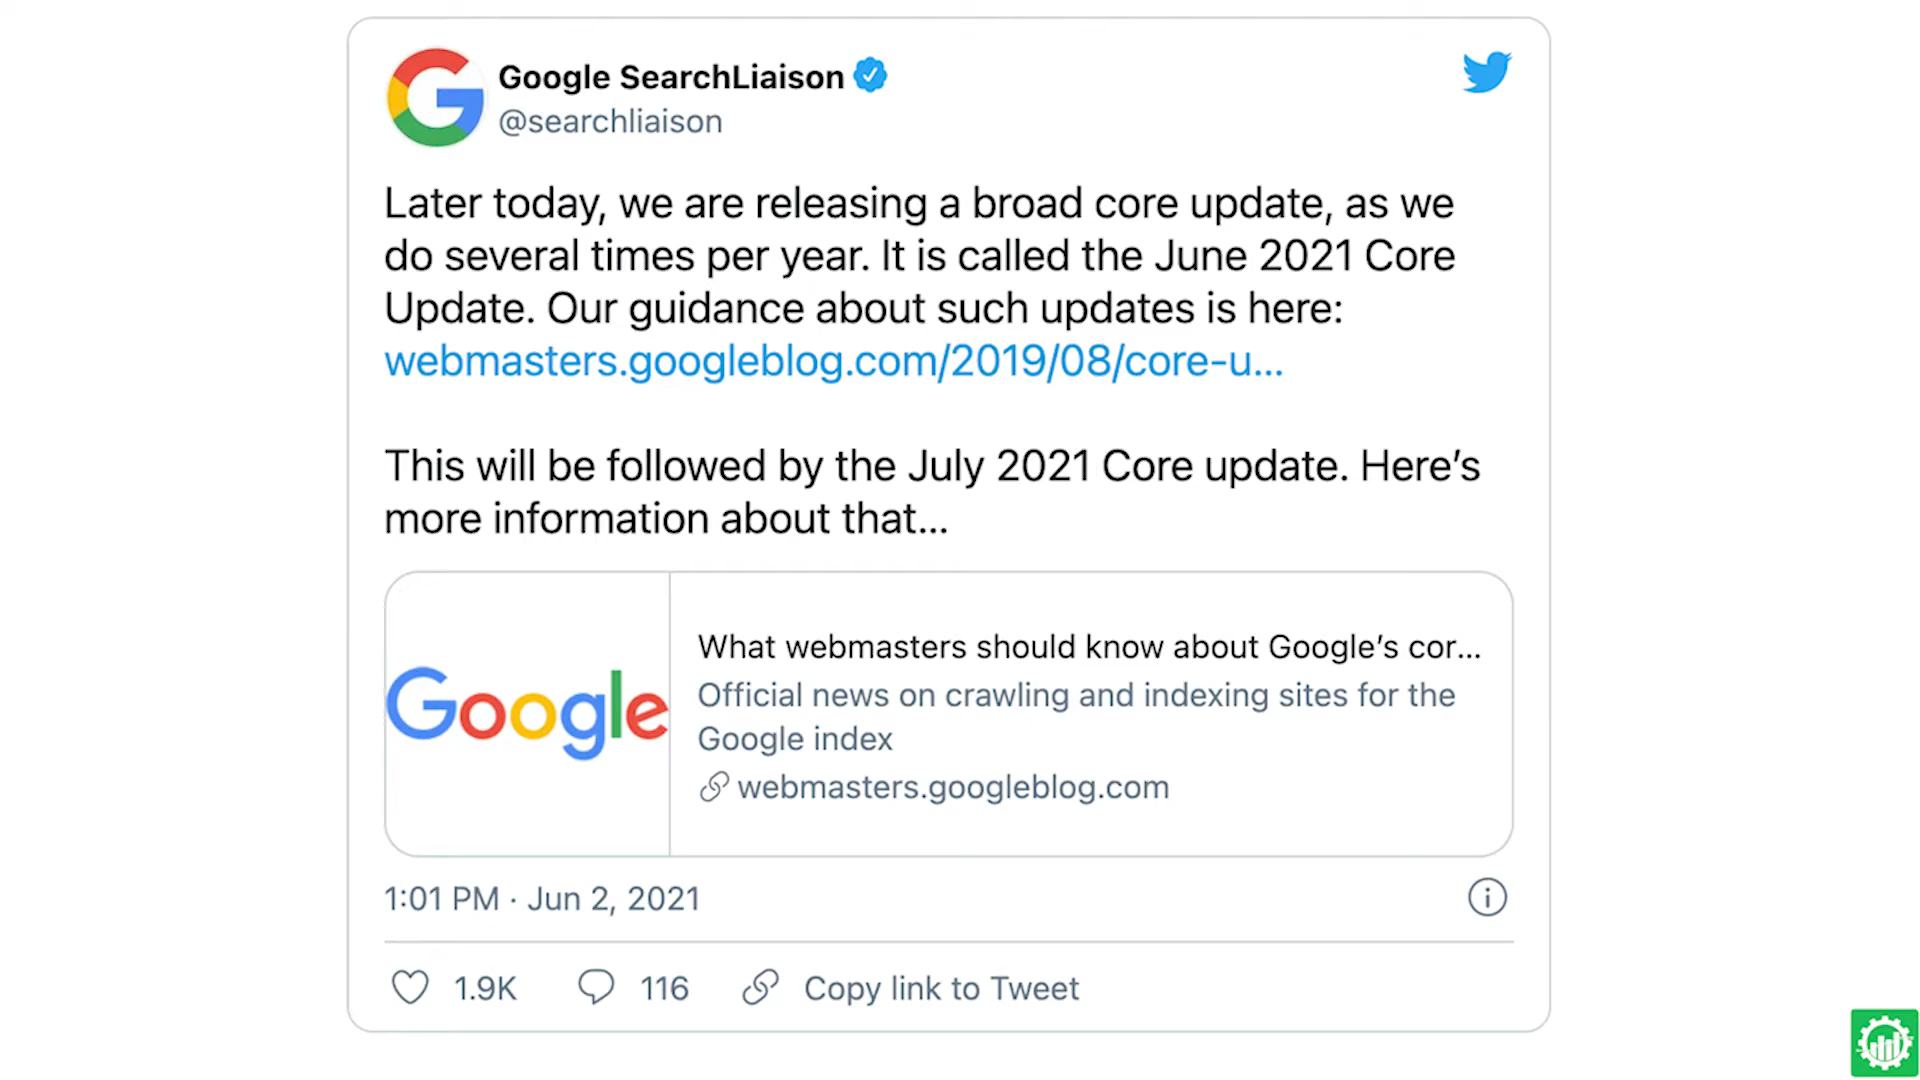 Google SearchLiaison
@searchliaison
Later today, we are releasing a broad core update, as we
do several times per year. It is called the June 2021 Core
Update. Our guidance about such updates is here:
webmasters.googleblog.com/2019/08/core-u...
This will be followed by the July 2021 Core update. Here’s
more information about that...
Google
What webmasters should know about Google’s cor...
Official news on crawling and indexing sites for the
Google index
webmasters.googleblog.com
1:01 PM · Jun 2, 2021
1.9K 116 Copy link to Tweet